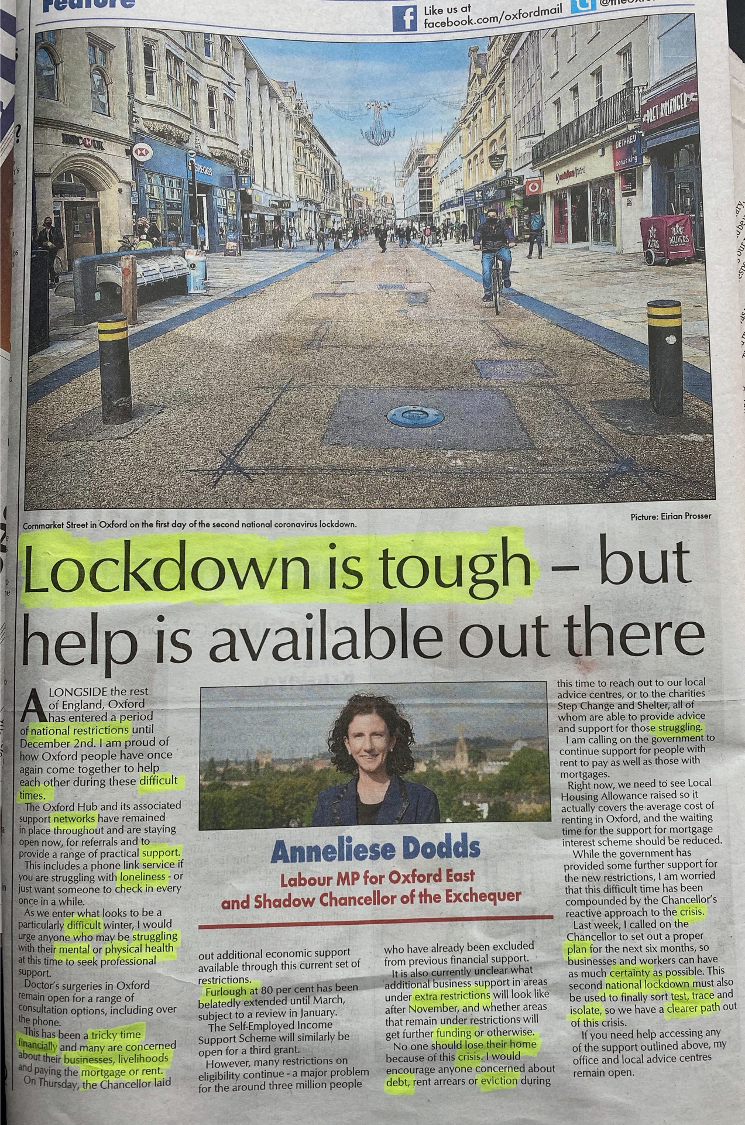 Feature
Like us at
facebook.com/oxfordmail
HSBC
Cornmarket Street in Oxford on the first day of the second national coronavirus lockdown.
Picture: Eirian Prosser
Lockdown is tough – but
help is available out there
ALONGSIDE the rest
of England, Oxford
has entered a period
of national restrictions until
December 2nd. I am proud of
how Oxford people have once
again come together to help
each other during these difficult
times.
The Oxford Hub and its associated
support networks have remained
in place throughout and are staying
open now, for referrals and to
provide a range of practical support.
This includes a phone link service if
you are struggling with loneliness - or
just want someone to check in every
once in a while.
As we enter what looks to be a
particularly difficult winter, I would
urge anyone who may be struggling
with their mental or physical health
at this time to seek professional
support.
Doctor's surgeries in Oxford
remain open for a range of
consultation options, including over
the phone.
This has been a tricky time
financially and many are concerned
about their businesses, livelihoods
and paying the mortgage or rent.
On Thursday, the Chancellor laid
Anneliese Dodds
Labour MP for Oxford East
and Shadow Chancellor of the Exchequer
out additional economic support
available through this current set of
restrictions.
Furlough at 80 per cent has been
belatedly extended until March,
subject to a review in January.
The Self-Employed Income
Support Scheme will similarly be
open for a third grant.
However, many restrictions on
eligibility continue - a major problem
for the around three million people
who have already been excluded
from previous financial support.
It is also currently unclear what
additional business support in areas
under extra restrictions will look like
after November, and whether areas
that remain under restrictions will
get further funding or otherwise.
No one should lose their home
because of this crisis. I would
encourage anyone concerned about
debt, rent arrears or eviction during
this time to reach out to our local
advice centres, or to the charities
Step Change and Shelter, all of
whom are able to provide advice
and support for those struggling.
I am calling on the government to
continue support for people with
rent to pay as well as those with
mortgages.
Right now, we need to see Local
Housing Allowance raised so it
actually covers the average cost of
renting in Oxford, and the waiting
time for the support for mortgage
interest scheme should be reduced.
While the government has
provided some further support for
the new restrictions, I am worried
that this difficult time has been
compounded by the Chancellor's
reactive approach to the crisis.
Last week, I called on the
Chancellor to set out a proper
plan for the next six months, so
businesses and workers can have
as much certainty as possible. This
second national lockdown must also
be used to finally sort test, trace and
isolate, so we have a clearer path out
of this crisis.
If you need help accessing any
of the support outlined above, my
office and local advice centres
remain open.